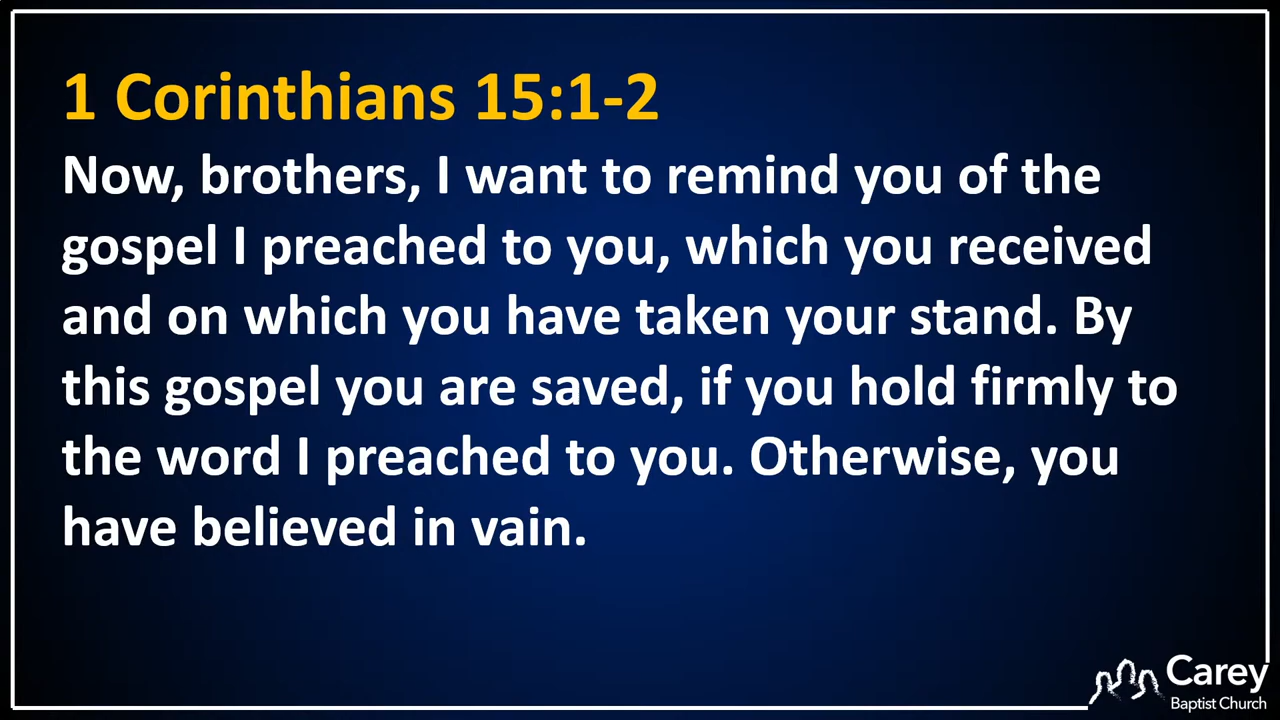 1 Corinthians 15:1-2
Now, brothers, I want to remind you of the
gospel I preached to you, which you received
and on which you have taken your stand. By
this gospel you are saved, if you hold firmly to
the word I preached to you. Otherwise, you
have believed in vain.
Carey
Baptist Church